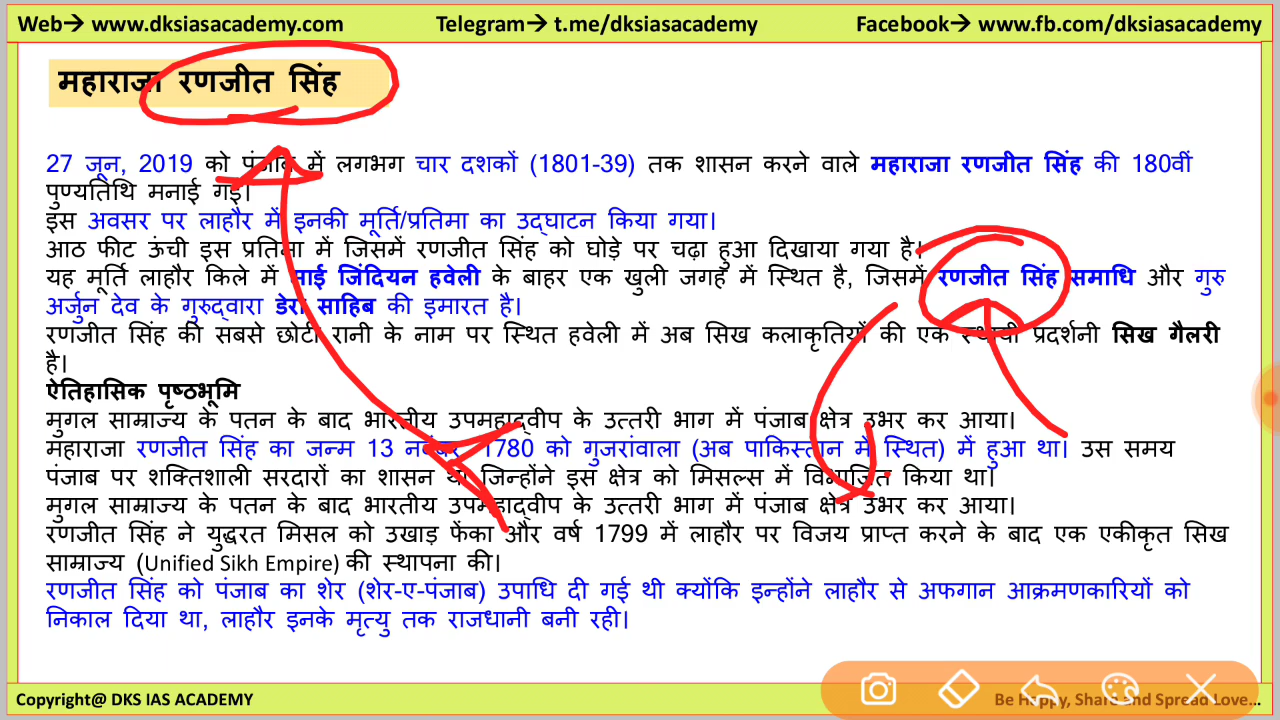 Web→ www.dksiasacademy.com Telegram→ t.me/dksiasacademy Facebook→ www.fb.com/dksiasacademy
महाराजा रणजीत सिंह
27 जून, 2019 को पंजाब में लगभग चार दशकों (1801-39) तक शासन करने वाले महाराजा रणजीत सिंह की 180वीं
पुण्यतिथि मनाई गई।
इस अवसर पर लाहौर में इनकी मूर्ति/प्रतिमा का उद्घाटन किया गया।
आठ फीट ऊंची इस प्रतिमा में जिसमें रणजीत सिंह को घोड़े पर चढ़ा हुआ दिखाया गया है।
यह मूर्ति लाहौर किले में माई जिंदियन हवेली के बाहर एक खुली जगह में स्थित है, जिसमें रणजीत सिंह समाधि और गुरु
अर्जुन देव के गुरुद्वारा डेरा साहिब की इमारत है।
रणजीत सिंह की सबसे छोटी रानी के नाम पर स्थित हवेली में अब सिख कलाकृतियों की एक स्थायी प्रदर्शनी सिख गैलरी
है।
ऐतिहासिक पृष्ठभूमि
मुगल साम्राज्य के पतन के बाद भारतीय उपमहाद्वीप के उत्तरी भाग में पंजाब क्षेत्र उभर कर आया।
महाराजा रणजीत सिंह का जन्म 13 नवंबर, 1780 को गुजरांवाला (अब पाकिस्तान में स्थित) में हुआ था। उस समय
पंजाब पर शक्तिशाली सरदारों का शासन था जिन्होंने इस क्षेत्र को मिसल्स में विभाजित किया था।
मुगल साम्राज्य के पतन के बाद भारतीय उपमहाद्वीप के उत्तरी भाग में पंजाब क्षेत्र उभर कर आया।
रणजीत सिंह ने युद्धरत मिसल को उखाड़ फेंका और वर्ष 1799 में लाहौर पर विजय प्राप्त करने के बाद एक एकीकृत सिख
साम्राज्य (Unified Sikh Empire) की स्थापना की।
रणजीत सिंह को पंजाब का शेर (शेर-ए-पंजाब) उपाधि दी गई थी क्योंकि इन्होंने लाहौर से अफगान आक्रमणकारियों को
निकाल दिया था, लाहौर इनके मृत्यु तक राजधानी बनी रही।
Copyright@ DKS IAS ACADEMY Be Happy, Share and Spread Love...